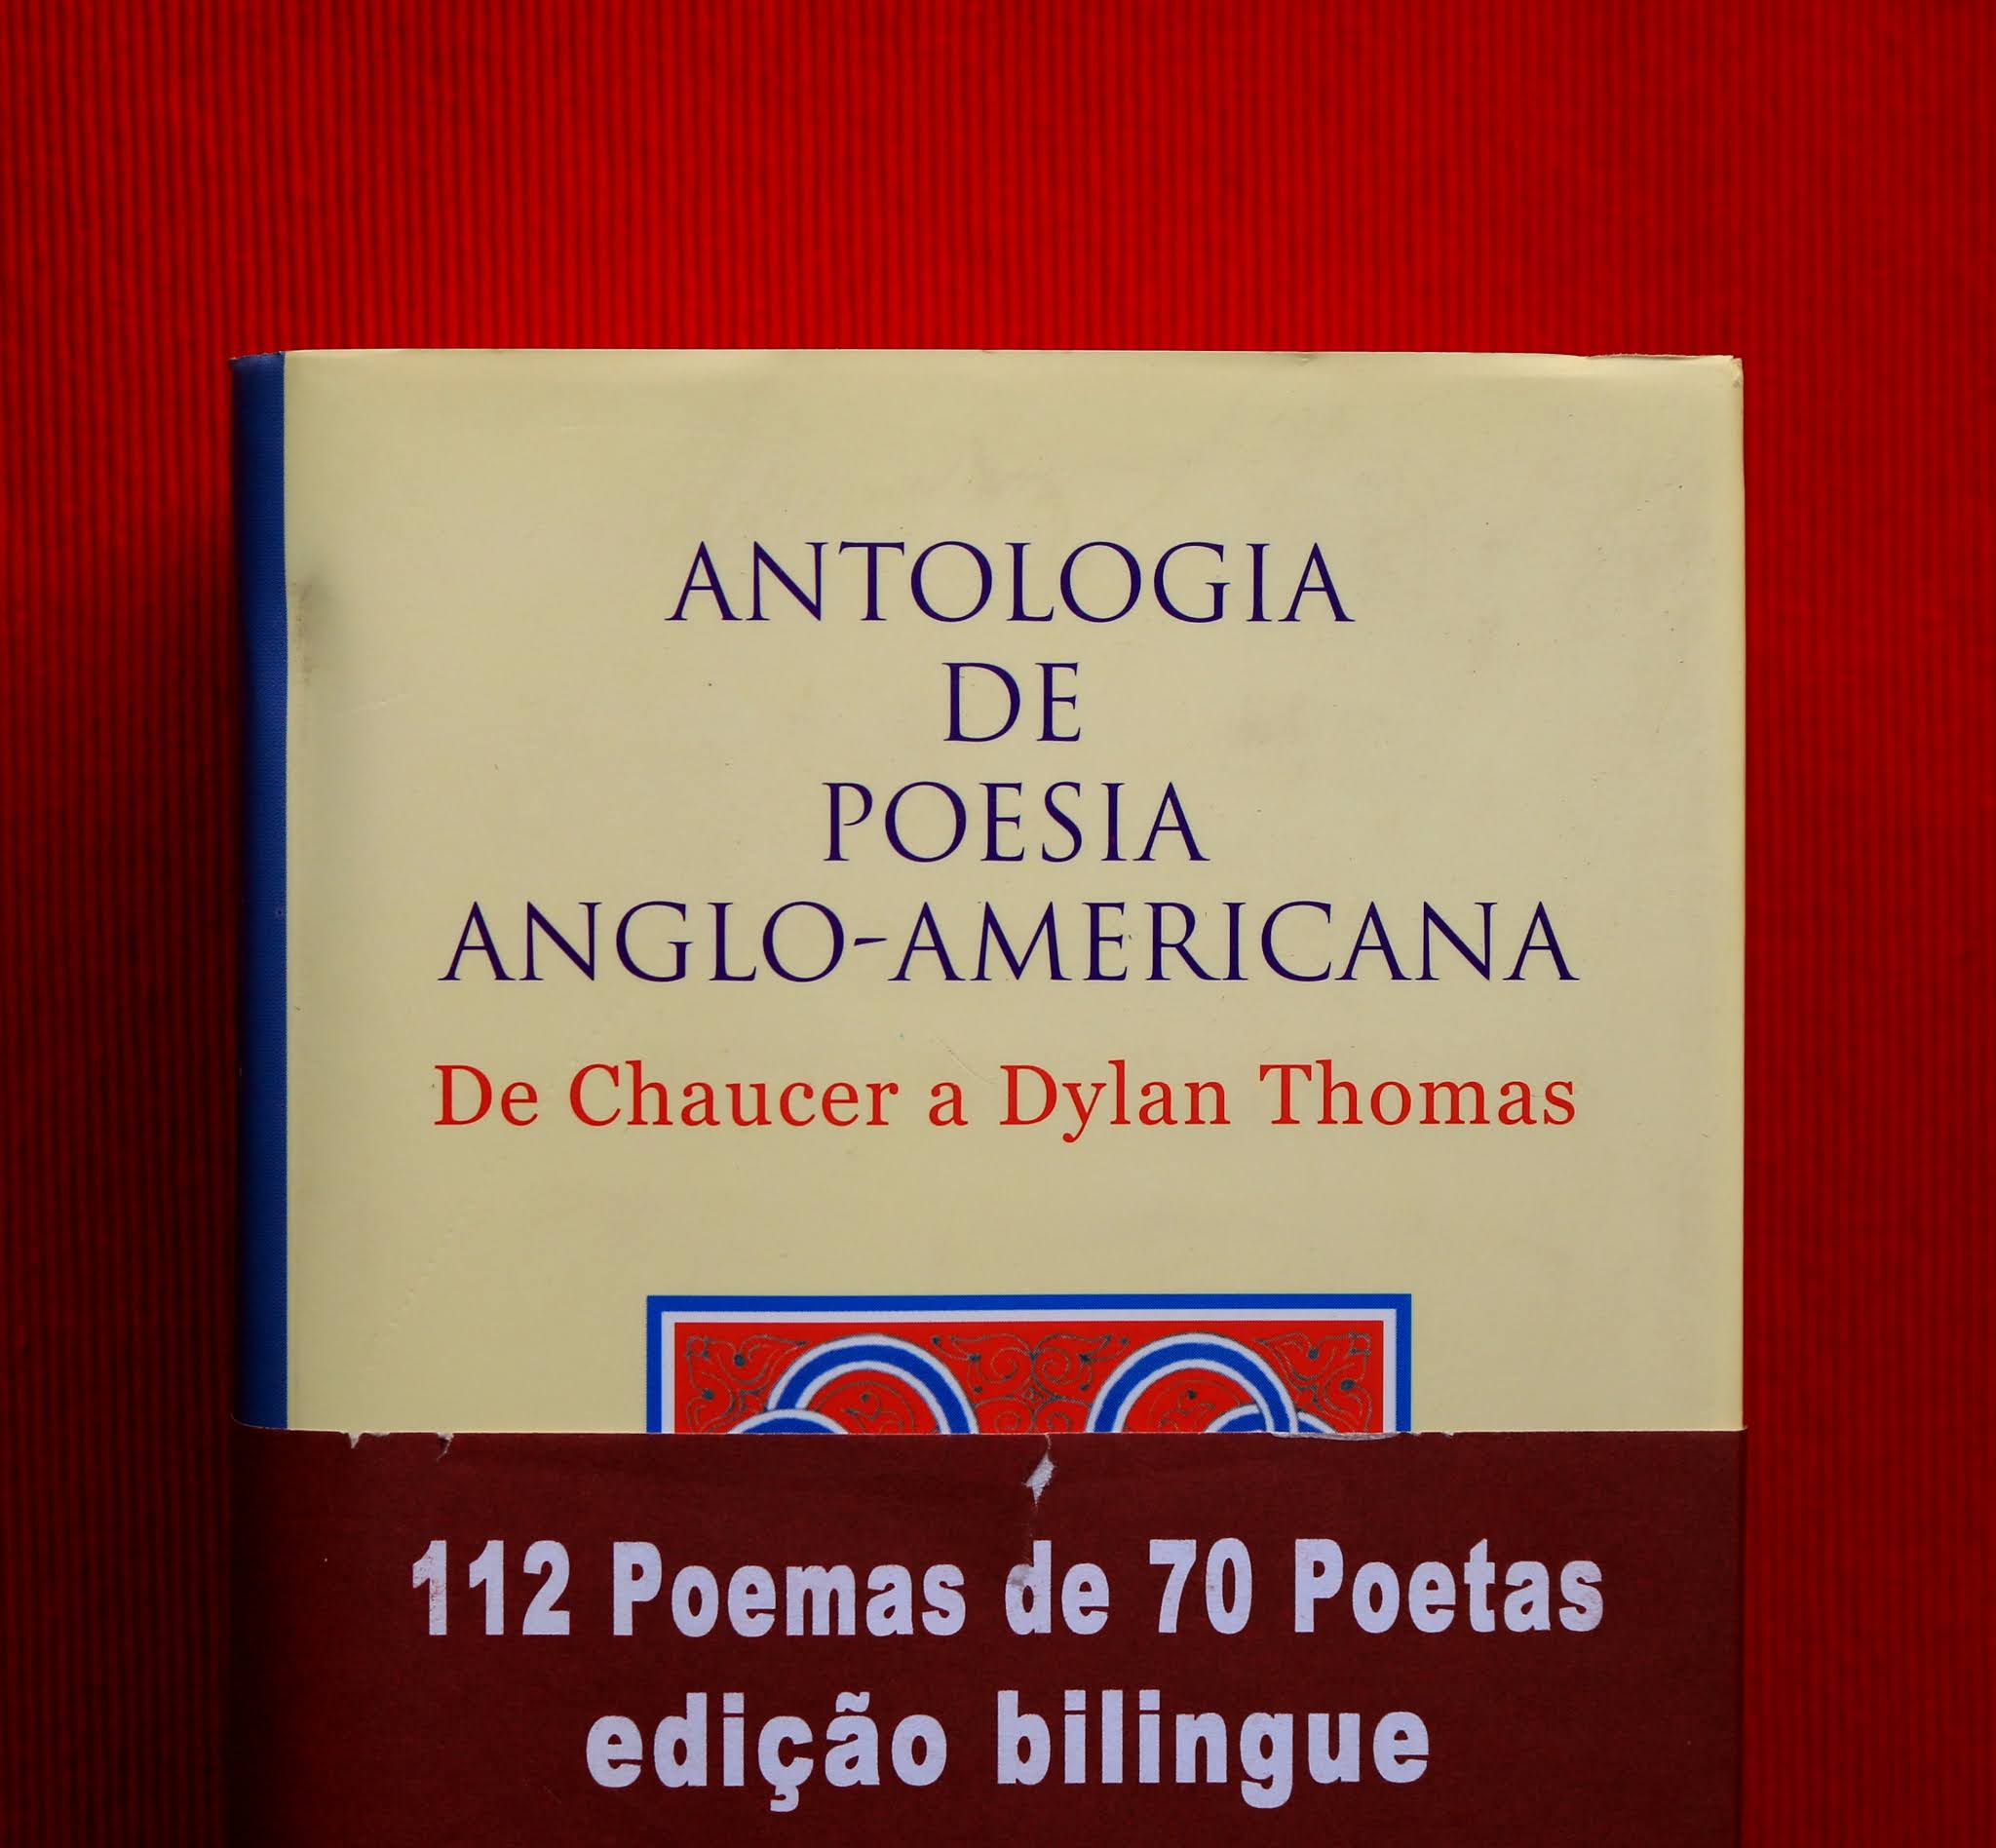 ANTOLOGIA
DE
POESIA
ANGLO-AMERICANA
De Chaucer a Dylan Thomas
112 Poemas de 70 Poetas
edição bilingue